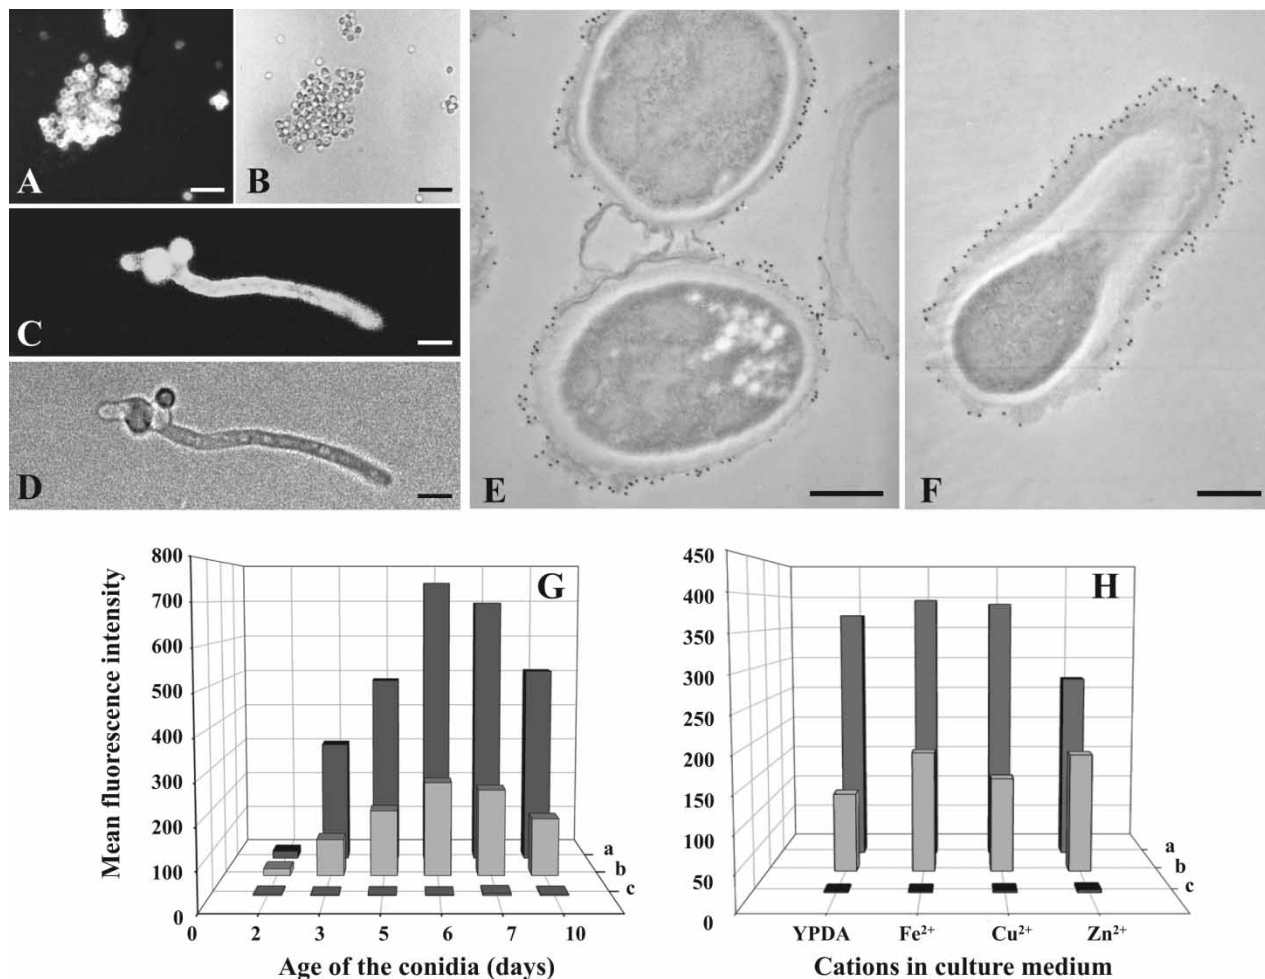 A
B
C
D
E
F
G
Mean fluorescence intensity
800
700
600
500
400
300
200
100
0
a
b
c
0 2 3 5 6 7 10
Age of the conidia (days)
H
450
400
350
300
250
200
150
100
50
0
a
b
c
YPDA Fe²⁺ Cu²⁺ Zn²⁺
Cations in culture medium